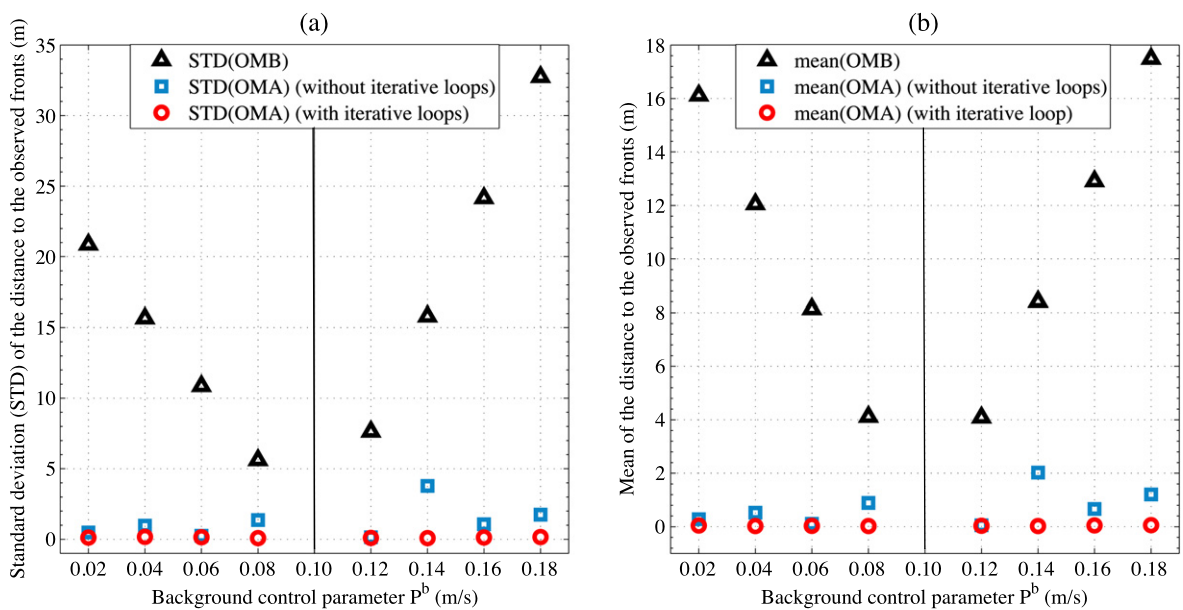 (a)
Standard deviation (STD) of the distance to the observed fronts (m)
35
30
25
20
15
10
5
0
STD(OMB)
STD(OMA) (without iterative loops)
STD(OMA) (with iterative loops)
0.02 0.04 0.06 0.08 0.10 0.12 0.14 0.16 0.18
Background control parameter Pᵇ (m/s)
(b)
Mean of the distance to the observed fronts (m)
18
16
14
12
10
8
6
4
2
0
mean(OMB)
mean(OMA) (without iterative loops)
mean(OMA) (with iterative loop)
0.02 0.04 0.06 0.08 0.10 0.12 0.14 0.16 0.18
Background control parameter Pᵇ (m/s)